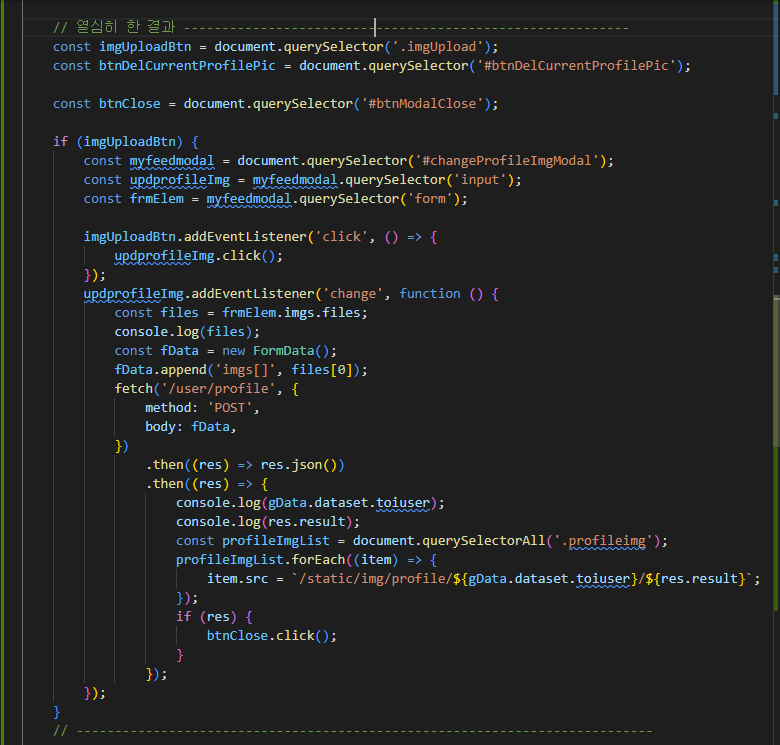 // 열심히 한 결과 ----------------------------------------------------------
const imgUploadBtn = document.querySelector('.imgUpload');
const btnDelCurrentProfilePic = document.querySelector('#btnDelCurrentProfilePic');
const btnClose = document.querySelector('#btnModalClose');
if (imgUploadBtn) {
const myfeedmodal = document.querySelector('#changeProfileImgModal');
const updprofileImg = myfeedmodal.querySelector('input');
const frmElem = myfeedmodal.querySelector('form');
imgUploadBtn.addEventListener('click', () => {
updprofileImg.click();
});
updprofileImg.addEventListener('change', function () {
const files = frmElem.imgs.files;
console.log(files);
const fData = new FormData();
fData.append('imgs[]', files[0]);
fetch('/user/profile', {
method: 'POST',
body: fData,
})
.then((res) => res.json())
.then((res) => {
console.log(gData.dataset.toiuser);
console.log(res.result);
const profileImgList = document.querySelectorAll('.profileimg');
profileImgList.forEach((item) => {
item.src = `/static/img/profile/${gData.dataset.toiuser}/${res.result}`;
});
if (res) {
btnClose.click();
}
});
});
}
// --------------------------------------------------------------------------